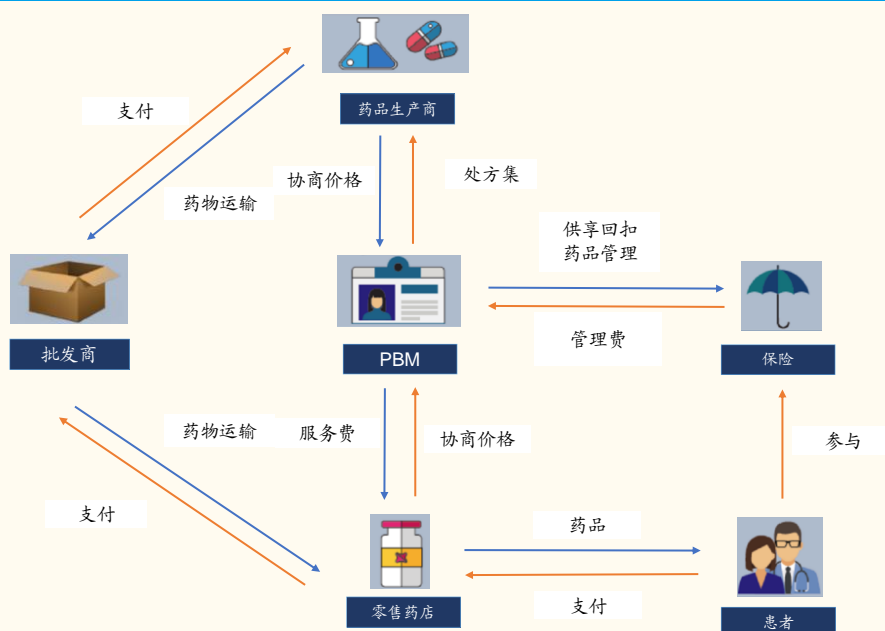 药品生产商
支付
协商价格
处方集
药物运输
供享回扣
药品管理
管理费
批发商
PBM
保险
药物运输
服务费
协商价格
参与
支付
药品
支付
零售药店
患者